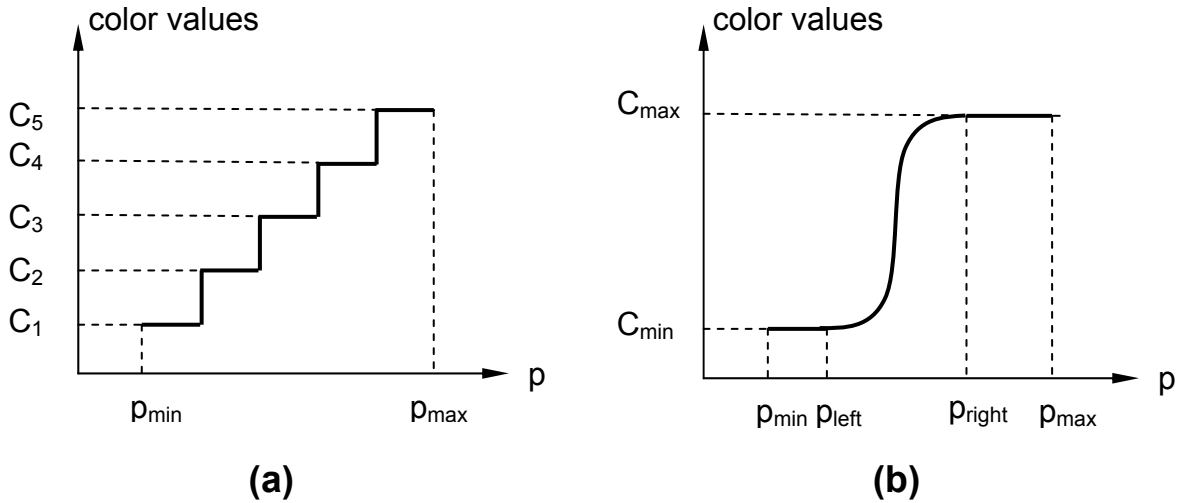 color values
C5
C4
C3
C2
C1
p
pmin
pmax
(a)
color values
Cmax
Cmin
p
pmin
pleft
pright
pmax
(b)